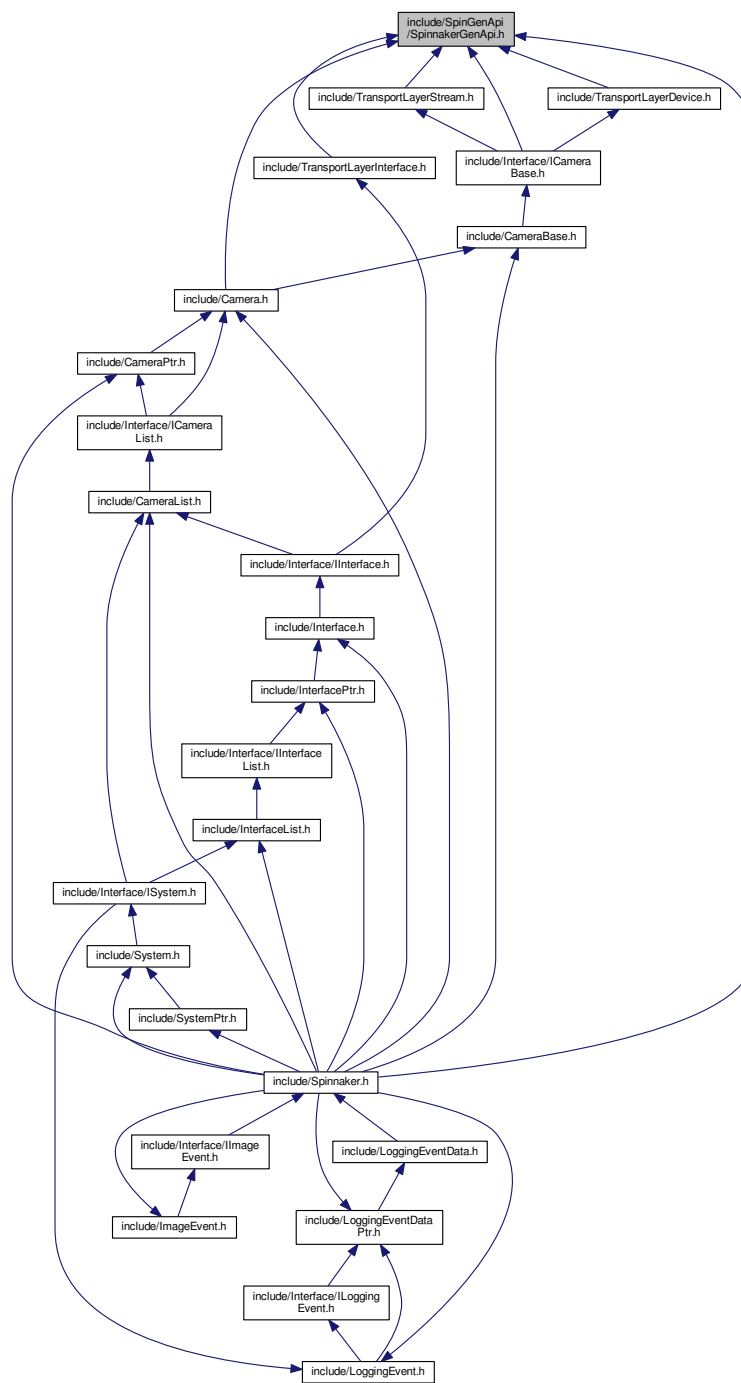 include/SpinGenApi
/SpinnakerGenApi.h
include/TransportLayerStream.h
include/TransportLayerDevice.h
include/TransportLayerInterface.h
include/Interface/ICamera
Base.h
include/CameraBase.h
include/Camera.h
include/CameraPtr.h
include/Interface/ICamera
List.h
include/CameraList.h
include/Interface/IInterface.h
include/Interface.h
include/InterfacePtr.h
include/Interface/IInterface
List.h
include/InterfaceList.h
include/Interface/ISystem.h
include/System.h
include/SystemPtr.h
include/Spinnaker.h
include/Interface/IImage
Event.h
include/LoggingEventData.h
include/ImageEvent.h
include/LoggingEventData
Ptr.h
include/Interface/ILogging
Event.h
include/LoggingEvent.h